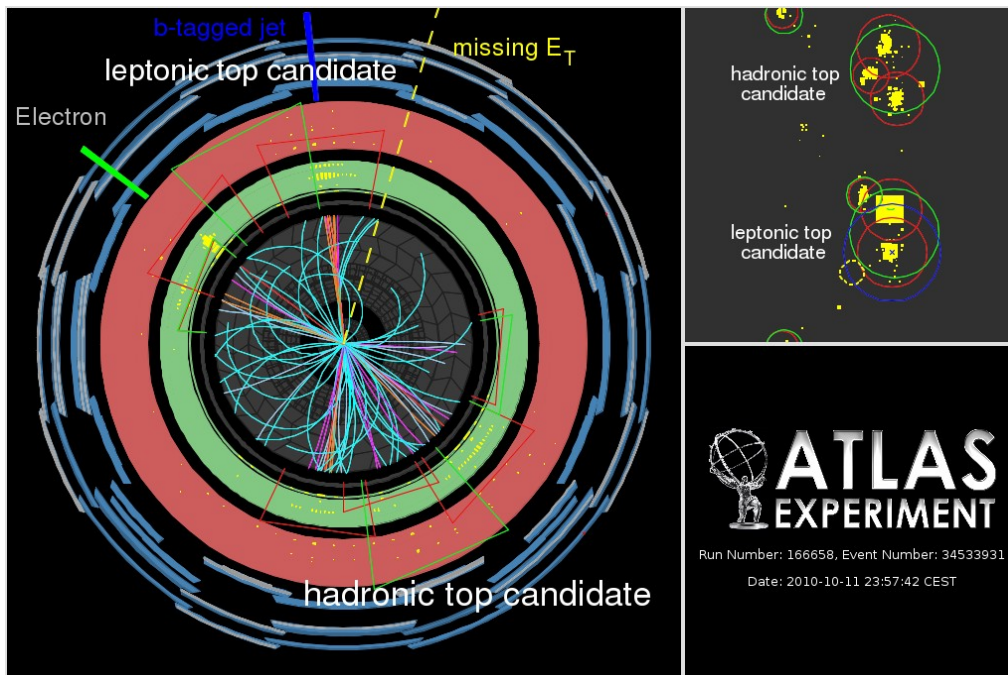 b-tagged jet
leptonic top candidate
missing E_T
Electron
hadronic top candidate
hadronic top
candidate
leptonic top
candidate
ATLAS
EXPERIMENT
Run Number: 166658, Event Number: 34533931
Date: 2010-10-11 23:57:42 CEST